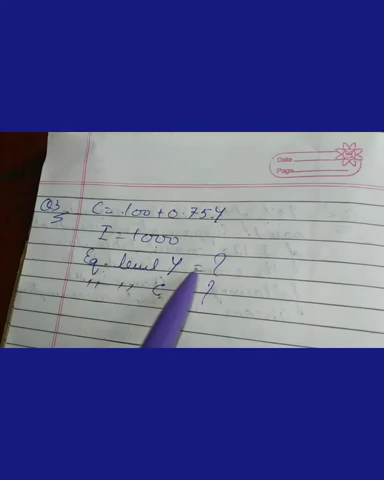 Date
Page
Q3 C = 100 + 0.75Y
I = 1000
Eq. level Y = ?
" " C ?